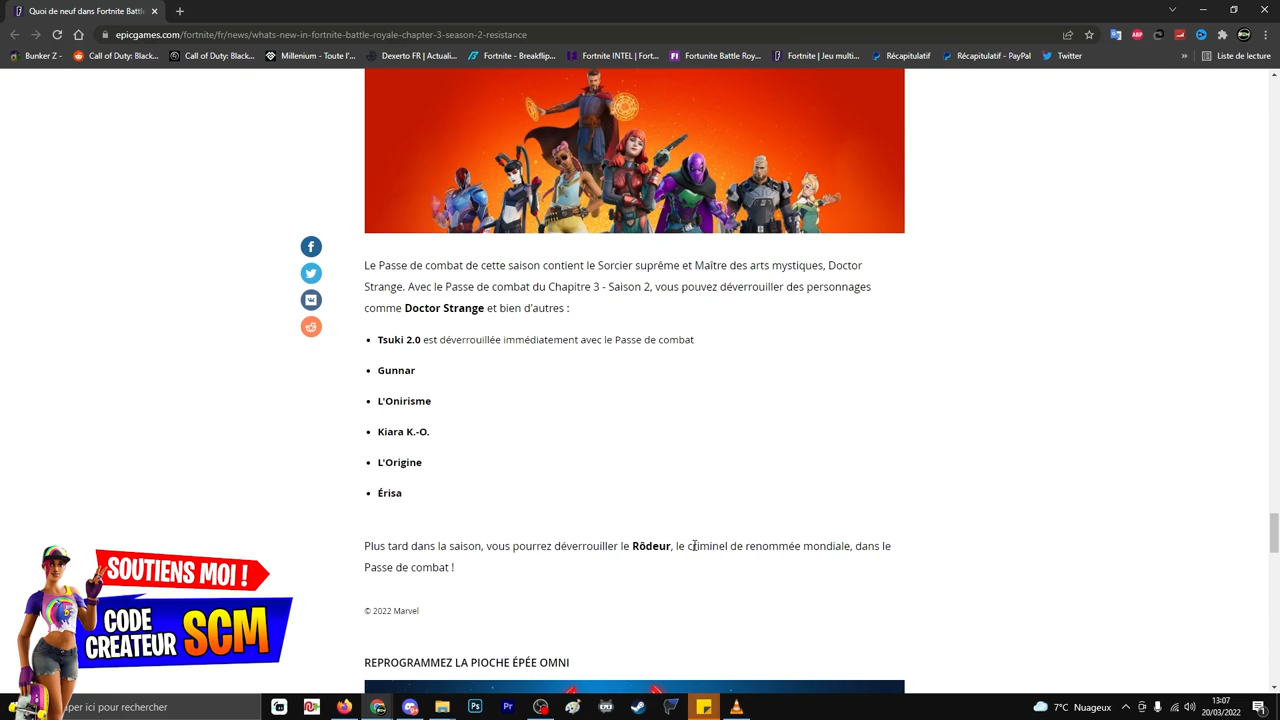 Quoi de neuf dans Fortnite Battle
epicgames.com/fortnite/fr/news/whats-new-in-fortnite-battle-royale-chapter-3-season-2-resistance
Bunker Z - Call of Duty: Black... Call of Duty: Black... Millenium - Tout l'... Dexerto FR | Actuali... Fortnite - Breakflip... Fortnite INTEL | Fort... Fortunite Battle Roy... Fortnite | Jeu multi... Récapitulatif Récapitulatif - PayPal Twitter » Liste de lecture
Le Passe de combat de cette saison contient le Sorcier suprême et Maître des arts mystiques, Doctor
Strange. Avec le Passe de combat du Chapitre 3 - Saison 2, vous pouvez déverrouiller des personnages
comme Doctor Strange et bien d'autres :
• Tsuki 2.0 est déverrouillée immédiatement avec le Passe de combat
• Gunnar
• L'Onirisme
• Kiara K.-O.
• L'Origine
• Érisa
Plus tard dans la saison, vous pourrez déverrouiller le Rôdeur, le criminel de renommée mondiale, dans le
Passe de combat !
© 2022 Marvel
REPROGRAMMEZ LA PIOCHE ÉPÉE OMNI
SOUTIENS MOI !
CODE
CREATEUR SCM
per ici pour rechercher
7°C Nuageux
13:07
20/03/2022